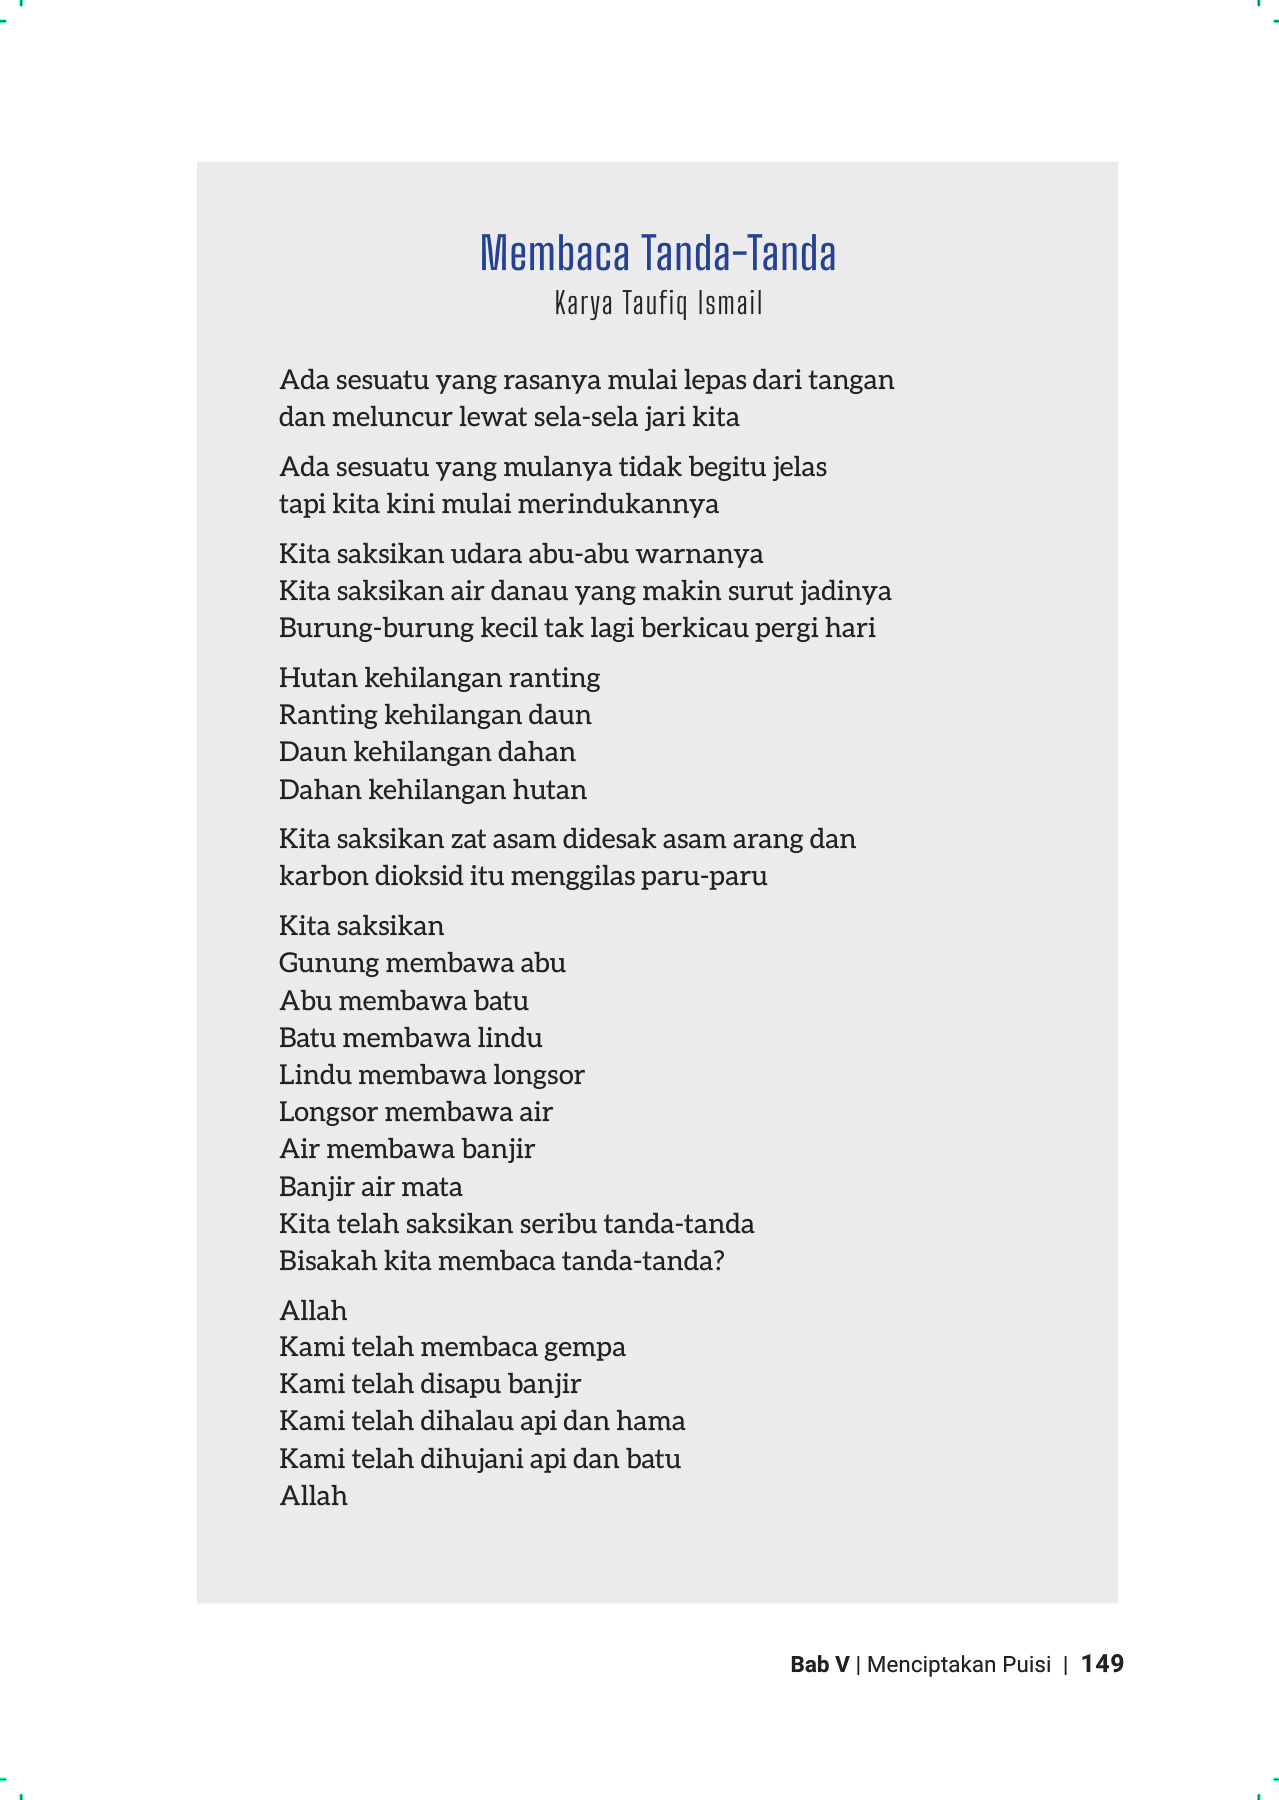 Membaca Tanda-Tanda
Karya Taufiq Ismail
Ada sesuatu yang rasanya mulai lepas dari tangan
dan meluncur lewat sela-sela jari kita
Ada sesuatu yang mulanya tidak begitu jelas
tapi kita kini mulai merindukannya
Kita saksikan udara abu-abu warnanya
Kita saksikan air danau yang makin surut jadinya
Burung-burung kecil tak lagi berkicau pergi hari
Hutan kehilangan ranting
Ranting kehilangan daun
Daun kehilangan dahan
Dahan kehilangan hutan
Kita saksikan zat asam didesak asam arang dan
karbon dioksid itu menggilas paru-paru
Kita saksikan
Gunung membawa abu
Abu membawa batu
Batu membawa lindu
Lindu membawa longsor
Longsor membawa air
Air membawa banjir
Banjir air mata
Kita telah saksikan seribu tanda-tanda
Bisakah kita membaca tanda-tanda?
Allah
Kami telah membaca gempa
Kami telah disapu banjir
Kami telah dihalau api dan hama
Kami telah dihujani api dan batu
Allah
Bab V | Menciptakan Puisi | 149